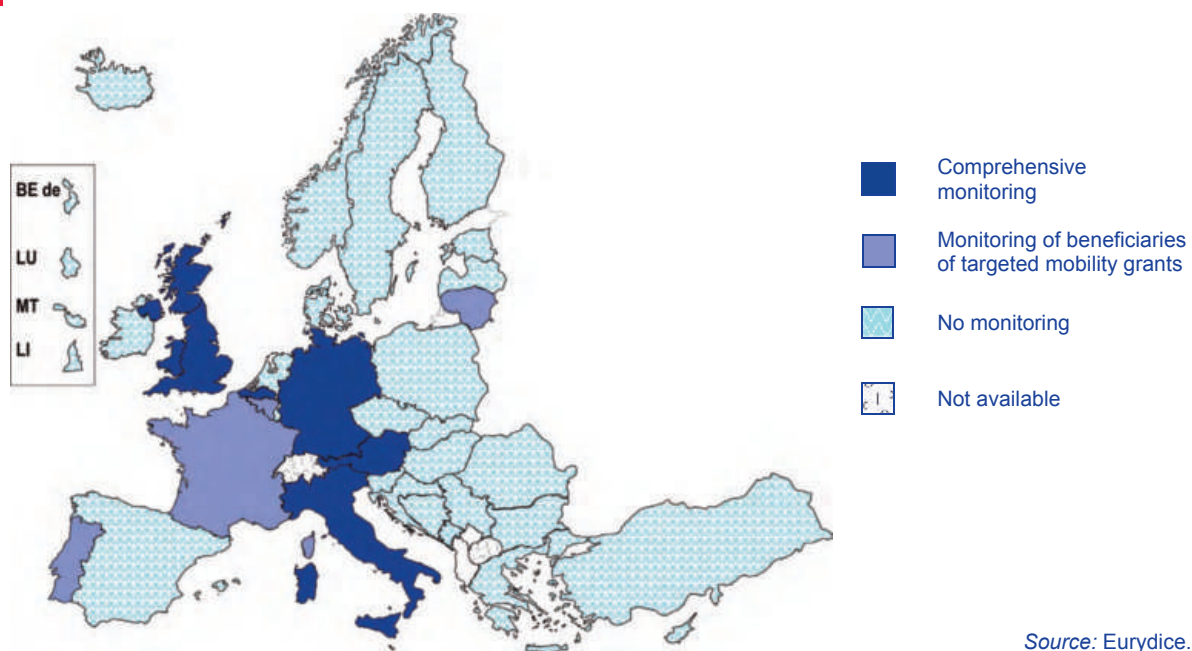 BE de
LU
MT
LI
Comprehensive
monitoring
Monitoring of beneficiaries
of targeted mobility grants
No monitoring
Not available
Source: Eurydice.